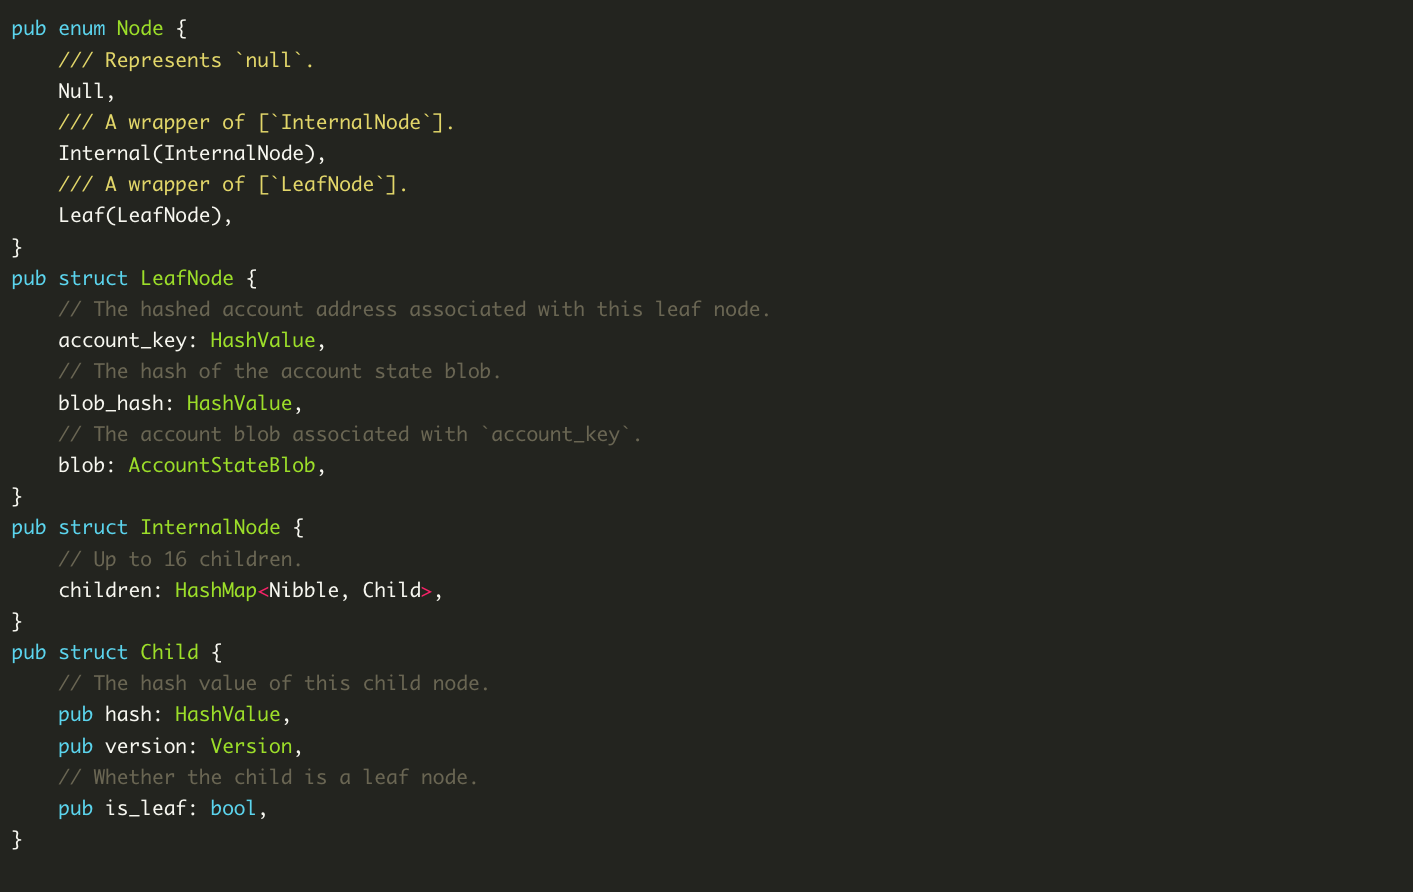 pub enum Node {
    /// Represents `null`.
    Null,
    /// A wrapper of [`InternalNode`].
    Internal(InternalNode),
    /// A wrapper of [`LeafNode`].
    Leaf(LeafNode),
}
pub struct LeafNode {
    // The hashed account address associated with this leaf node.
    account_key: HashValue,
    // The hash of the account state blob.
    blob_hash: HashValue,
    // The account blob associated with `account_key`.
    blob: AccountStateBlob,
}
pub struct InternalNode {
    // Up to 16 children.
    children: HashMap<Nibble, Child>,
}
pub struct Child {
    // The hash value of this child node.
    pub hash: HashValue,
    pub version: Version,
    // Whether the child is a leaf node.
    pub is_leaf: bool,
}